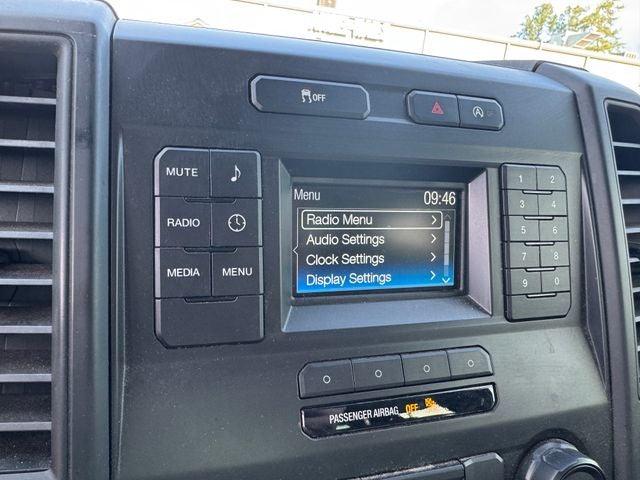 OFF
MUTE
RADIO
MEDIA MENU
Menu 09:46
Radio Menu
Audio Settings
Clock Settings
Display Settings
1 2
3 4
5 6
7 8
9 0
PASSENGER AIRBAG OFF